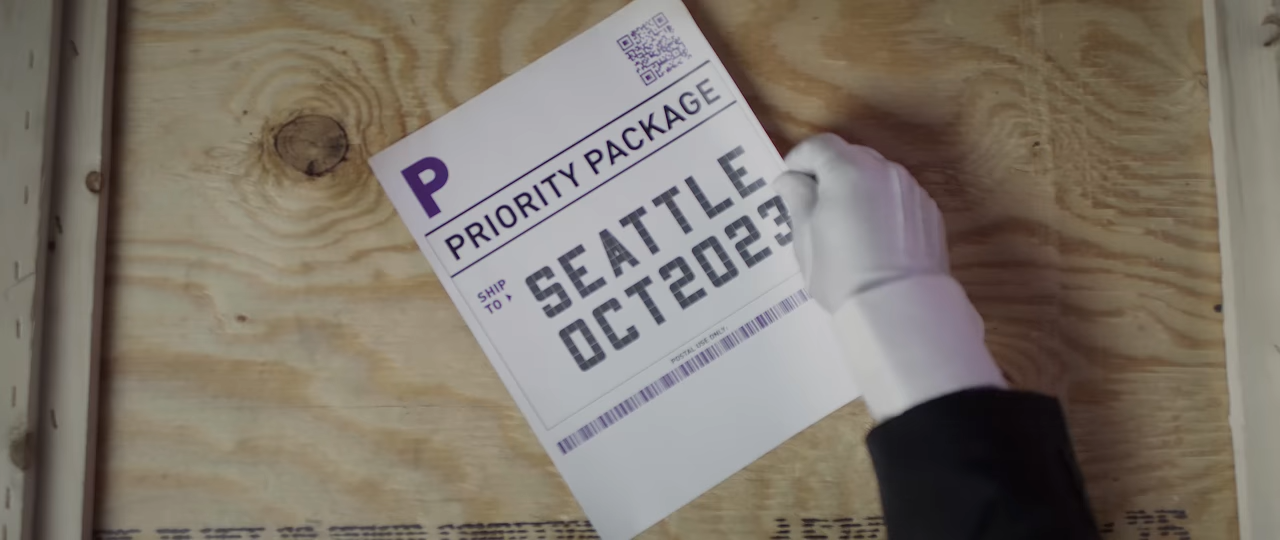 P
PRIORITY PACKAGE
SHIP
TO
SEATTLE
OCT2023
POSTAL USE ONLY